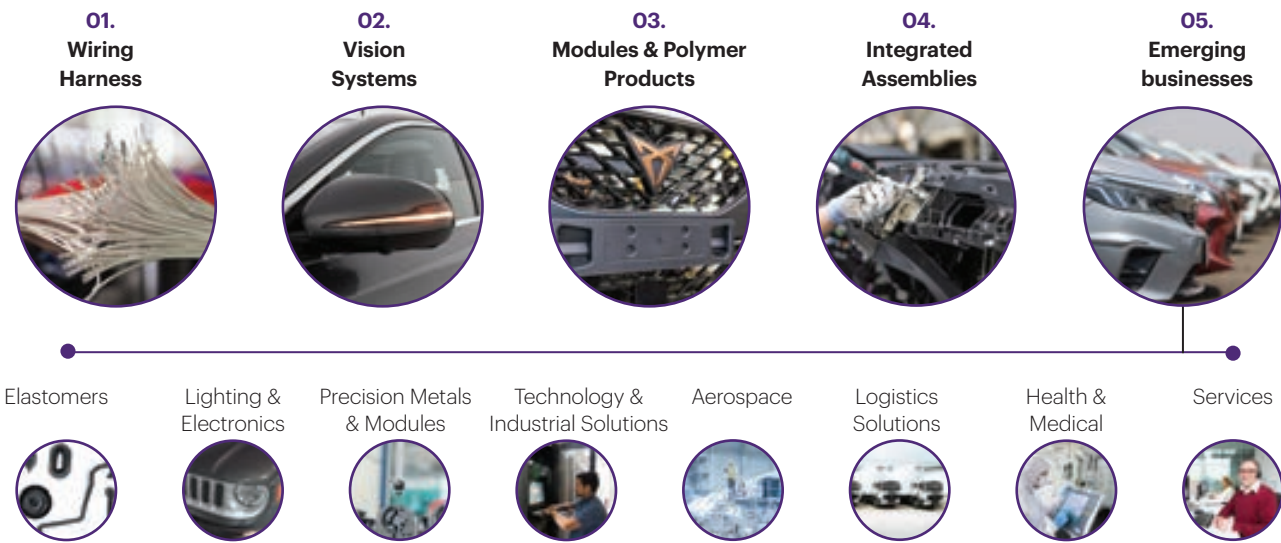 01.
Wiring
Harness
02.
Vision
Systems
03.
Modules & Polymer
Products
04.
Integrated
Assemblies
05.
Emerging
businesses
Elastomers
Lighting &
Electronics
Precision Metals
& Modules
Technology &
Industrial Solutions
Aerospace
Logistics
Solutions
Health &
Medical
Services